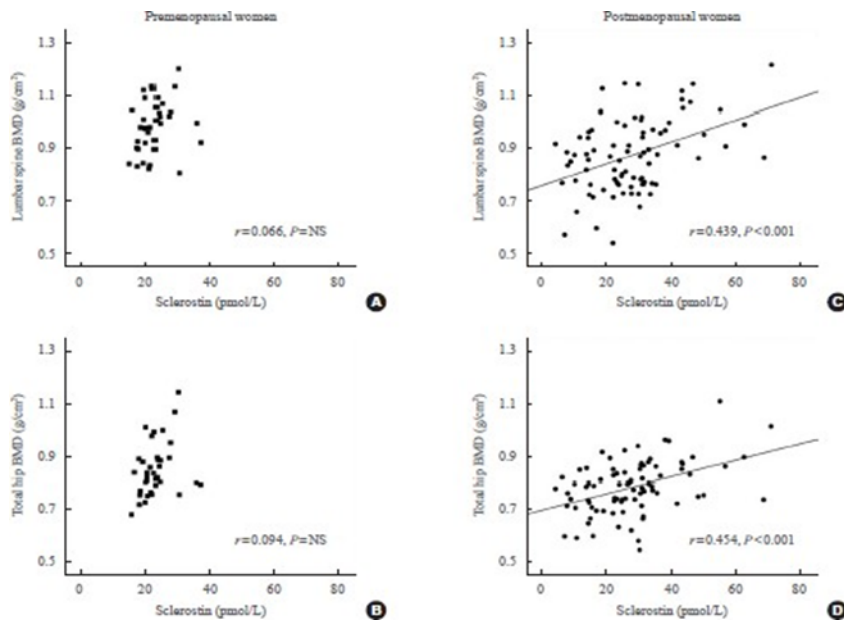 Premenopausal women
1.3
1.1
0.9
0.7
0.5
Lumbar spine BMD (g/cm²)
r=0.066, P=NS
0 20 40 60 80
Sclerostin (pmol/L)
A
Postmenopausal women
1.3
1.1
0.9
0.7
0.5
Lumbar spine BMD (g/cm²)
r=0.439, P<0.001
0 20 40 60 80
Sclerostin (pmol/L)
C
1.3
1.1
0.9
0.7
0.5
Total hip BMD (g/cm²)
r=0.094, P=NS
0 20 40 60 80
Sclerostin (pmol/L)
B
1.3
1.1
0.9
0.7
0.5
Total hip BMD (g/cm²)
r=0.454, P<0.001
0 20 40 60 80
Sclerostin (pmol/L)
D